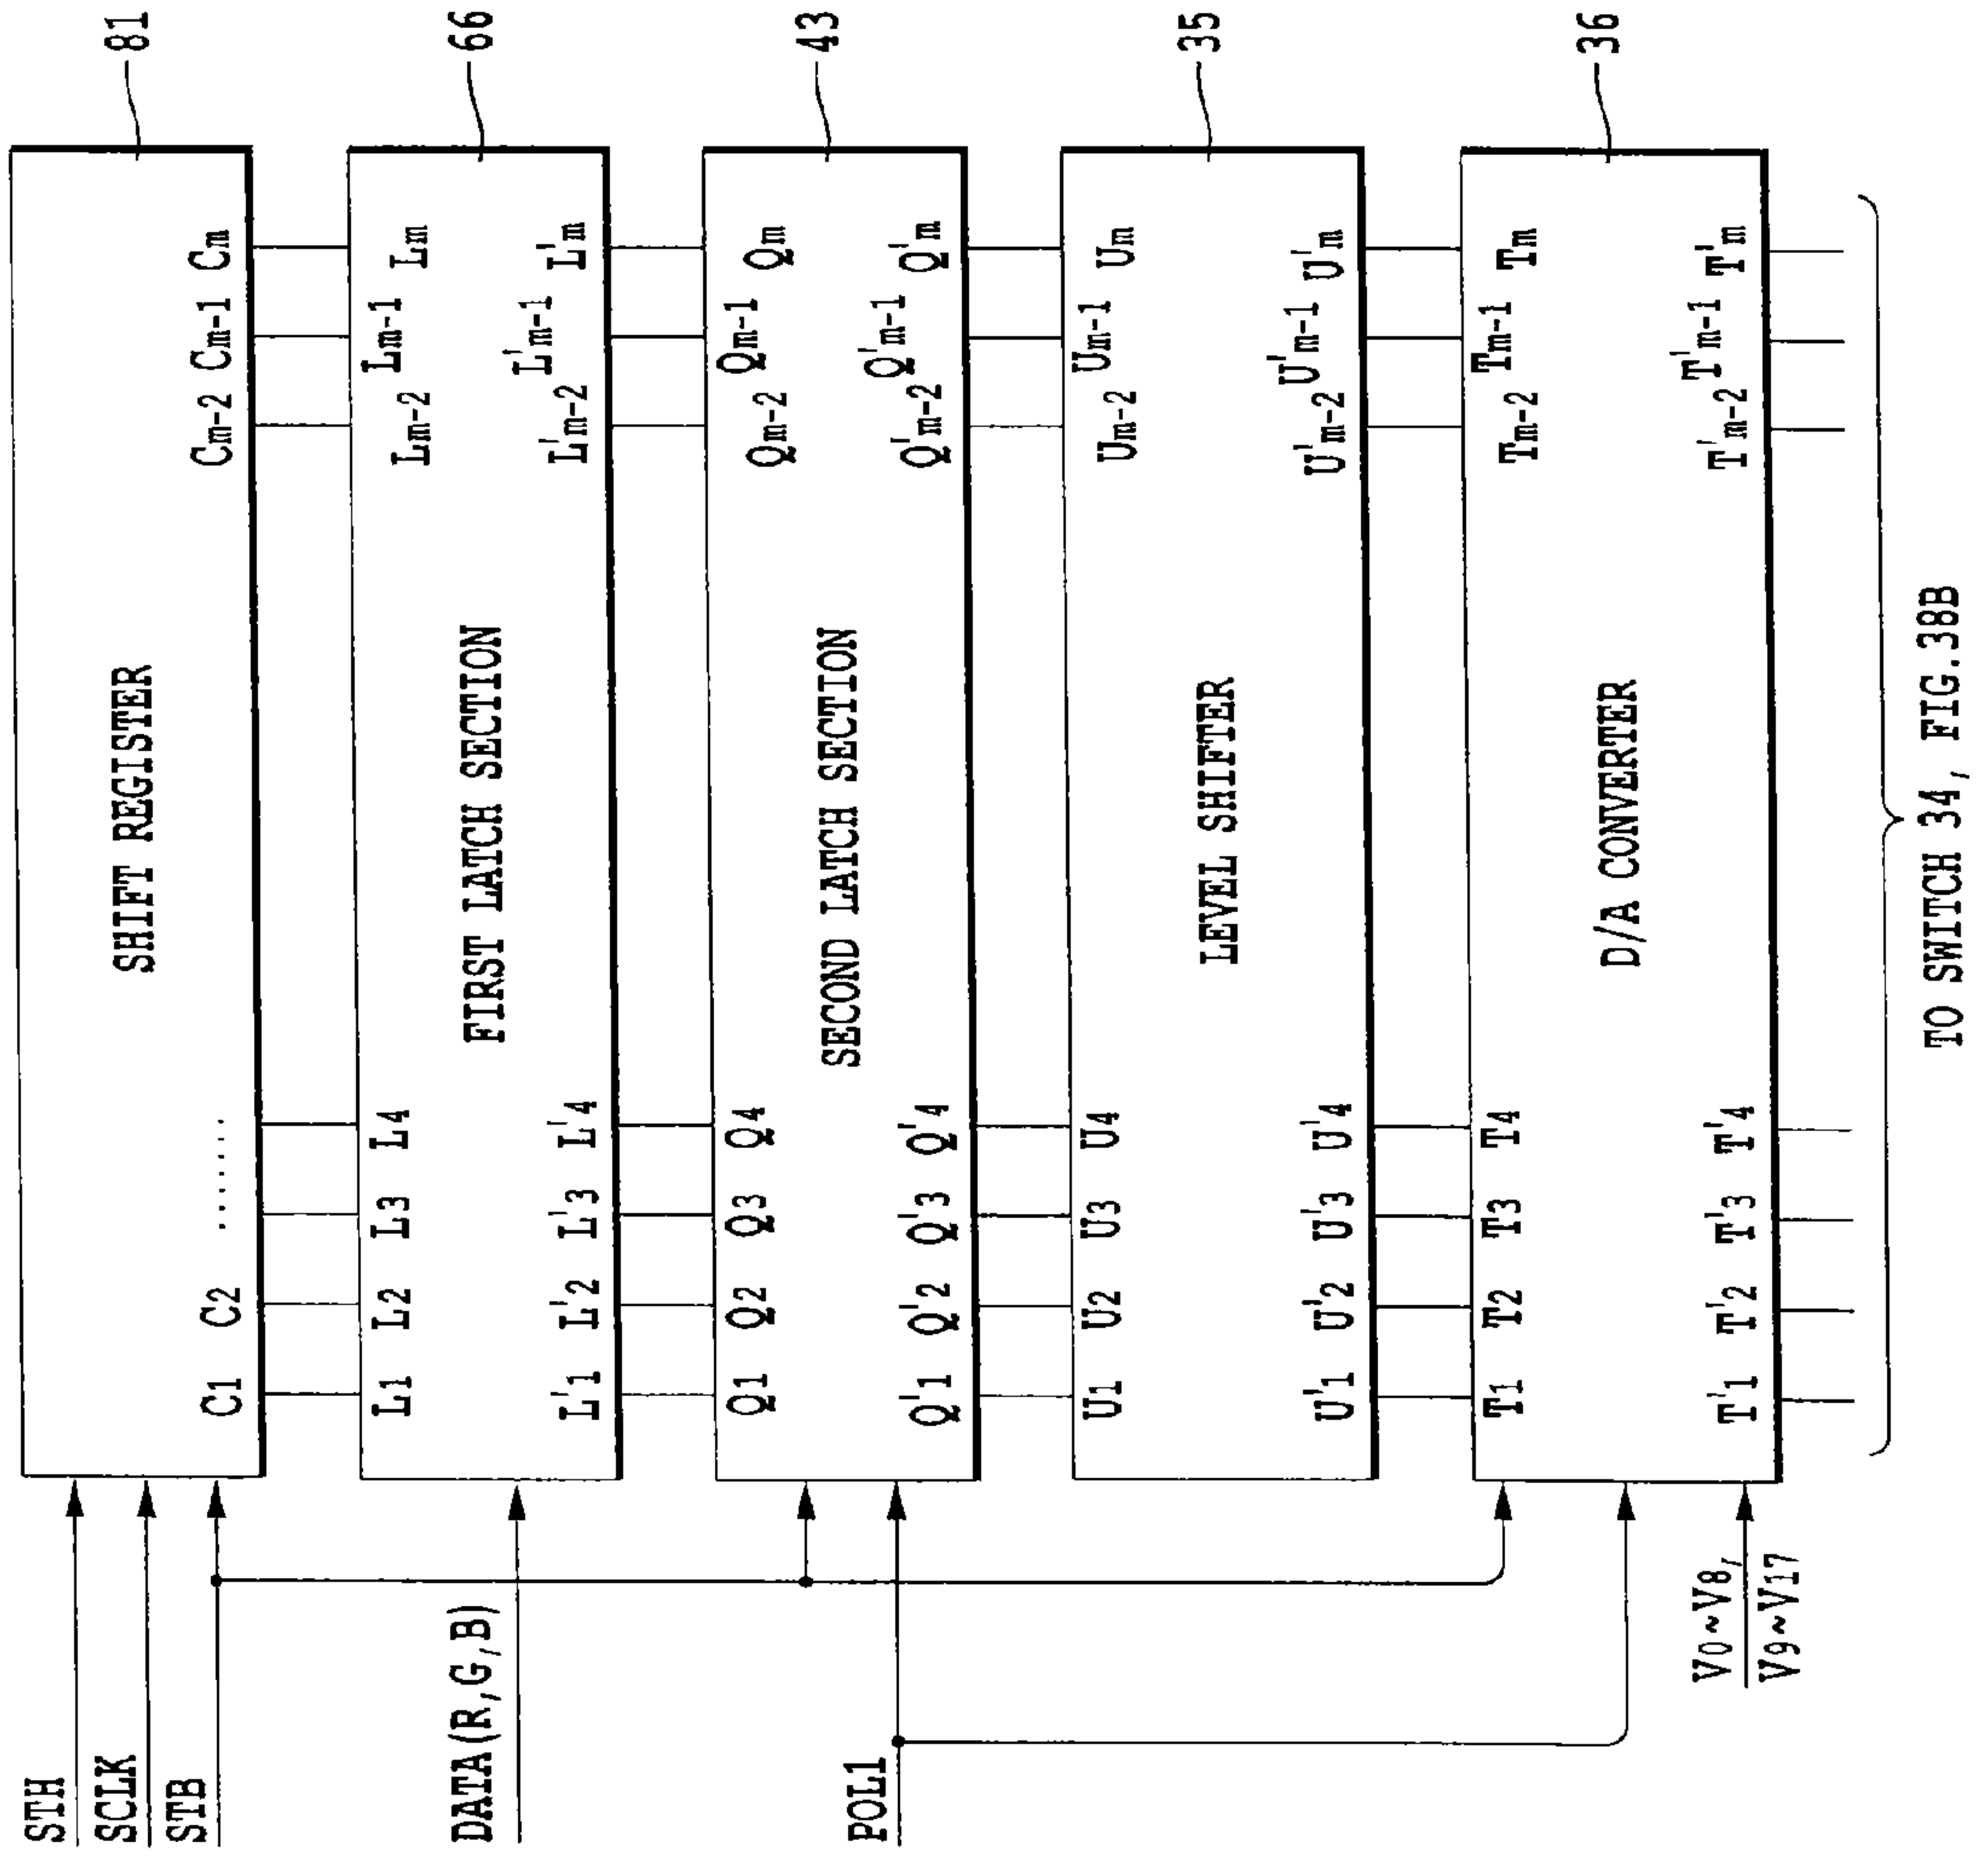 STH
SCLK
STB
SHIFT REGISTER
81
C1 C2 ........ Cm-2 Cm-1 Cm
DATA(R,G,B)
L1 L2 L3 L4 Lm-2 Lm-1 Lm
FIRST LATCH SECTION
66
L'1 L'2 L'3 L'4 L'm-2 L'm-1 L'm
Q1 Q2 Q3 Q4 Qm-2 Qm-1 Qm
SECOND LATCH SECTION
43
POL1
Q'1 Q'2 Q'3 Q'4 Q'm-2 Q'm-1 Q'm
U1 U2 U3 U4 Um-2 Um-1 Um
LEVEL SHIFTER
35
U'1 U'2 U'3 U'4 U'm-2 U'm-1 U'm
T1 T2 T3 T4 Tm-2 Tm-1 Tm
D/A CONVERTER
36
V0~V8,
V9~V17
T'1 T'2 T'3 T'4 T'm-2 T'm-1 T'm
TO SWITCH 34, FIG.38B